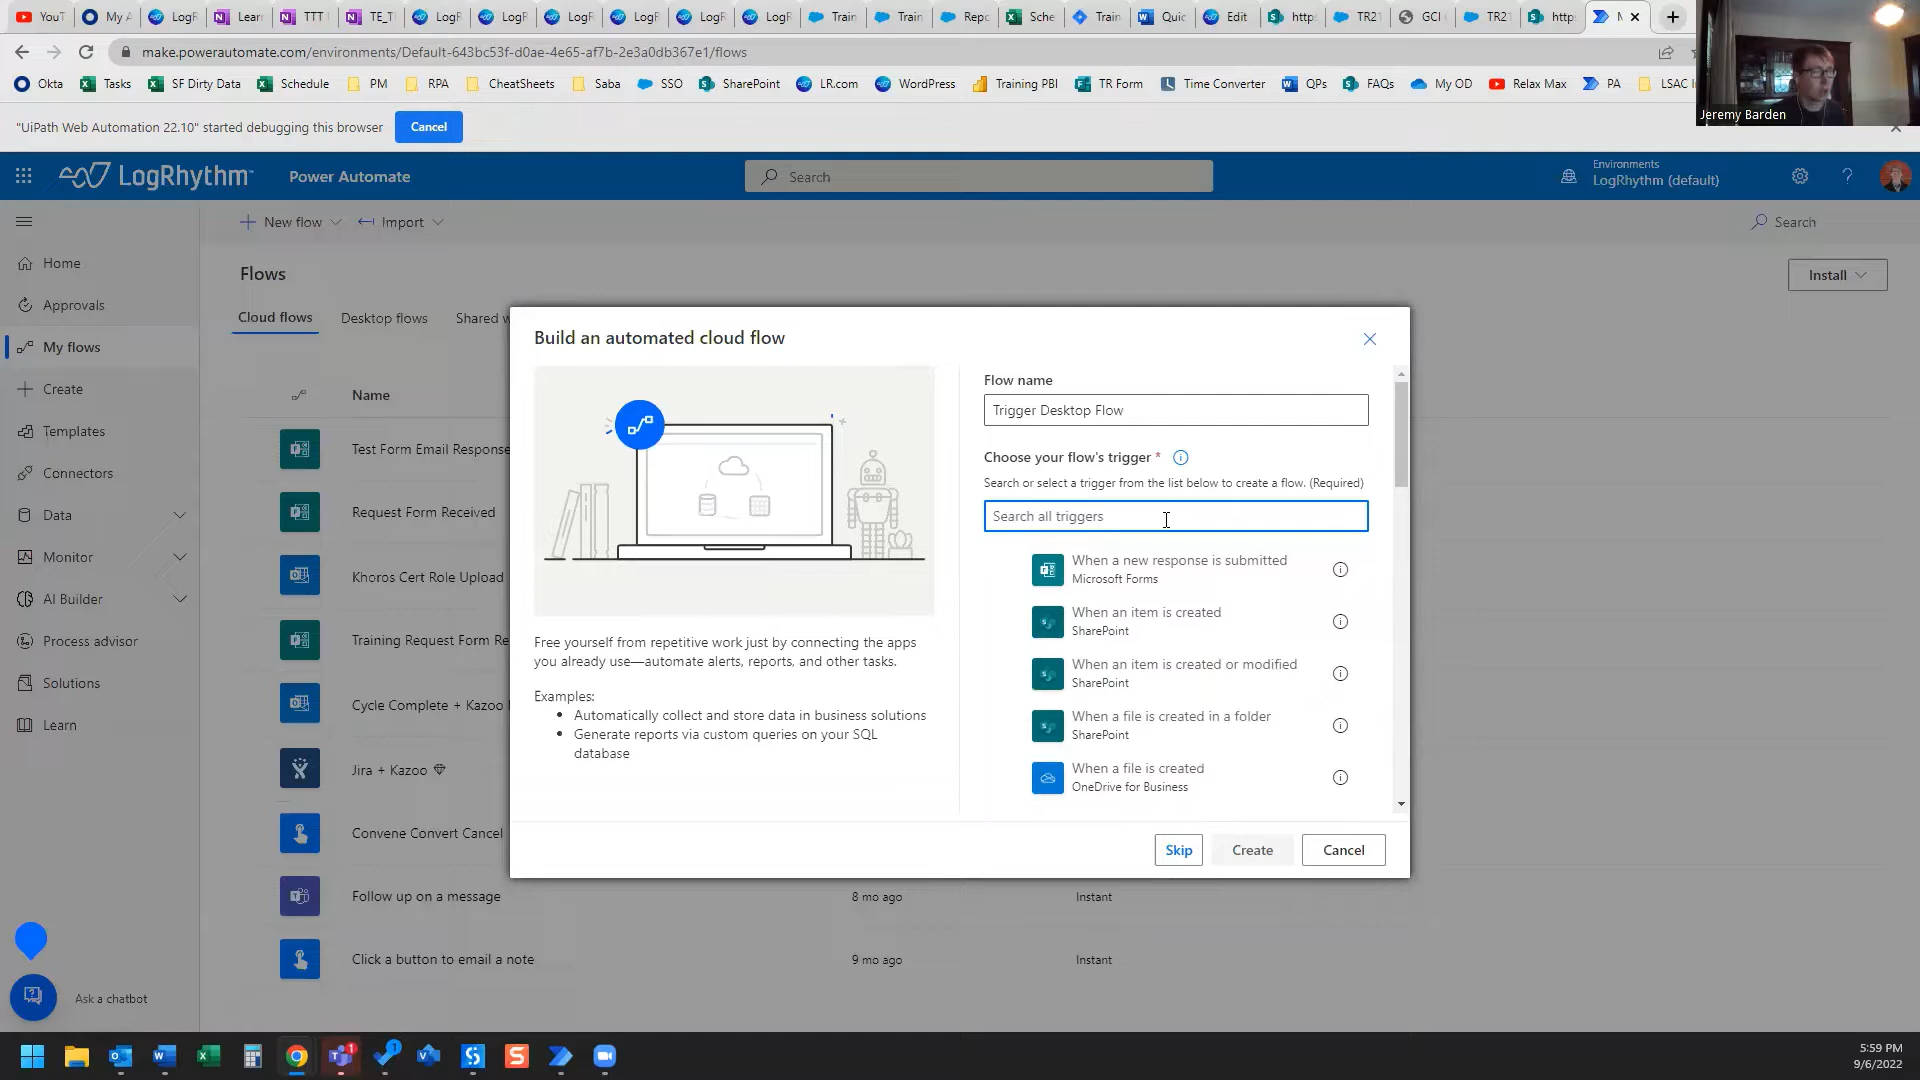 YouT
My A
LogR
Learn
TTT
TE_T
LogR
LogR
LogR
LogR
LogR
LogR
Train
Train
Repo
Sche
Train
Quic
Edit
http
TR21
GCI
TR21
http
make.powerautomate.com/environments/Default-643bc53f-d0ae-4e65-af7b-2e3a0db367e1/flows
Okta
Tasks
SF Dirty Data
Schedule
PM
RPA
CheatSheets
Saba
SSO
SharePoint
LR.com
WordPress
Training PBI
TR Form
Time Converter
QPs
FAQs
My OD
Relax Max
PA
LSAC
Jeremy Barden
"UiPath Web Automation 22.10" started debugging this browser
Cancel
LogRhythm
Power Automate
Search
Environments
LogRhythm (default)
New flow
Import
Search
Home
Approvals
My flows
Create
Templates
Connectors
Data
Monitor
AI Builder
Process advisor
Solutions
Learn
Ask a chatbot
Flows
Install
Cloud flows
Desktop flows
Shared w
Name
Test Form Email Response
Request Form Received
Khoros Cert Role Upload
Training Request Form Re
Cycle Complete + Kazoo
Jira + Kazoo
Convene Convert Cancel
Follow up on a message
8 mo ago
Instant
Click a button to email a note
9 mo ago
Instant
Build an automated cloud flow
Free yourself from repetitive work just by connecting the apps
you already use—automate alerts, reports, and other tasks.
Examples:
• Automatically collect and store data in business solutions
• Generate reports via custom queries on your SQL
database
Flow name
Trigger Desktop Flow
Choose your flow's trigger *
Search or select a trigger from the list below to create a flow. (Required)
Search all triggers
When a new response is submitted
Microsoft Forms
When an item is created
SharePoint
When an item is created or modified
SharePoint
When a file is created in a folder
SharePoint
When a file is created
OneDrive for Business
Skip
Create
Cancel
5:59 PM
9/6/2022